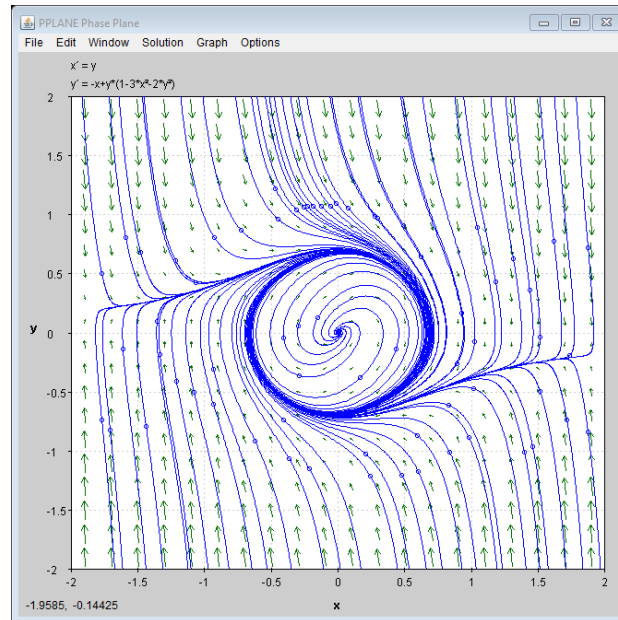 PPLANE Phase Plane
File Edit Window Solution Graph Options
x' = y
y' = -x+y*(1-3*x²-2*y²)
2
1.5
1
0.5
y
0
-0.5
-1
-1.5
-2
-2 -1.5 -1 -0.5 0 0.5 1 1.5 2
-1.9585, -0.14425
x